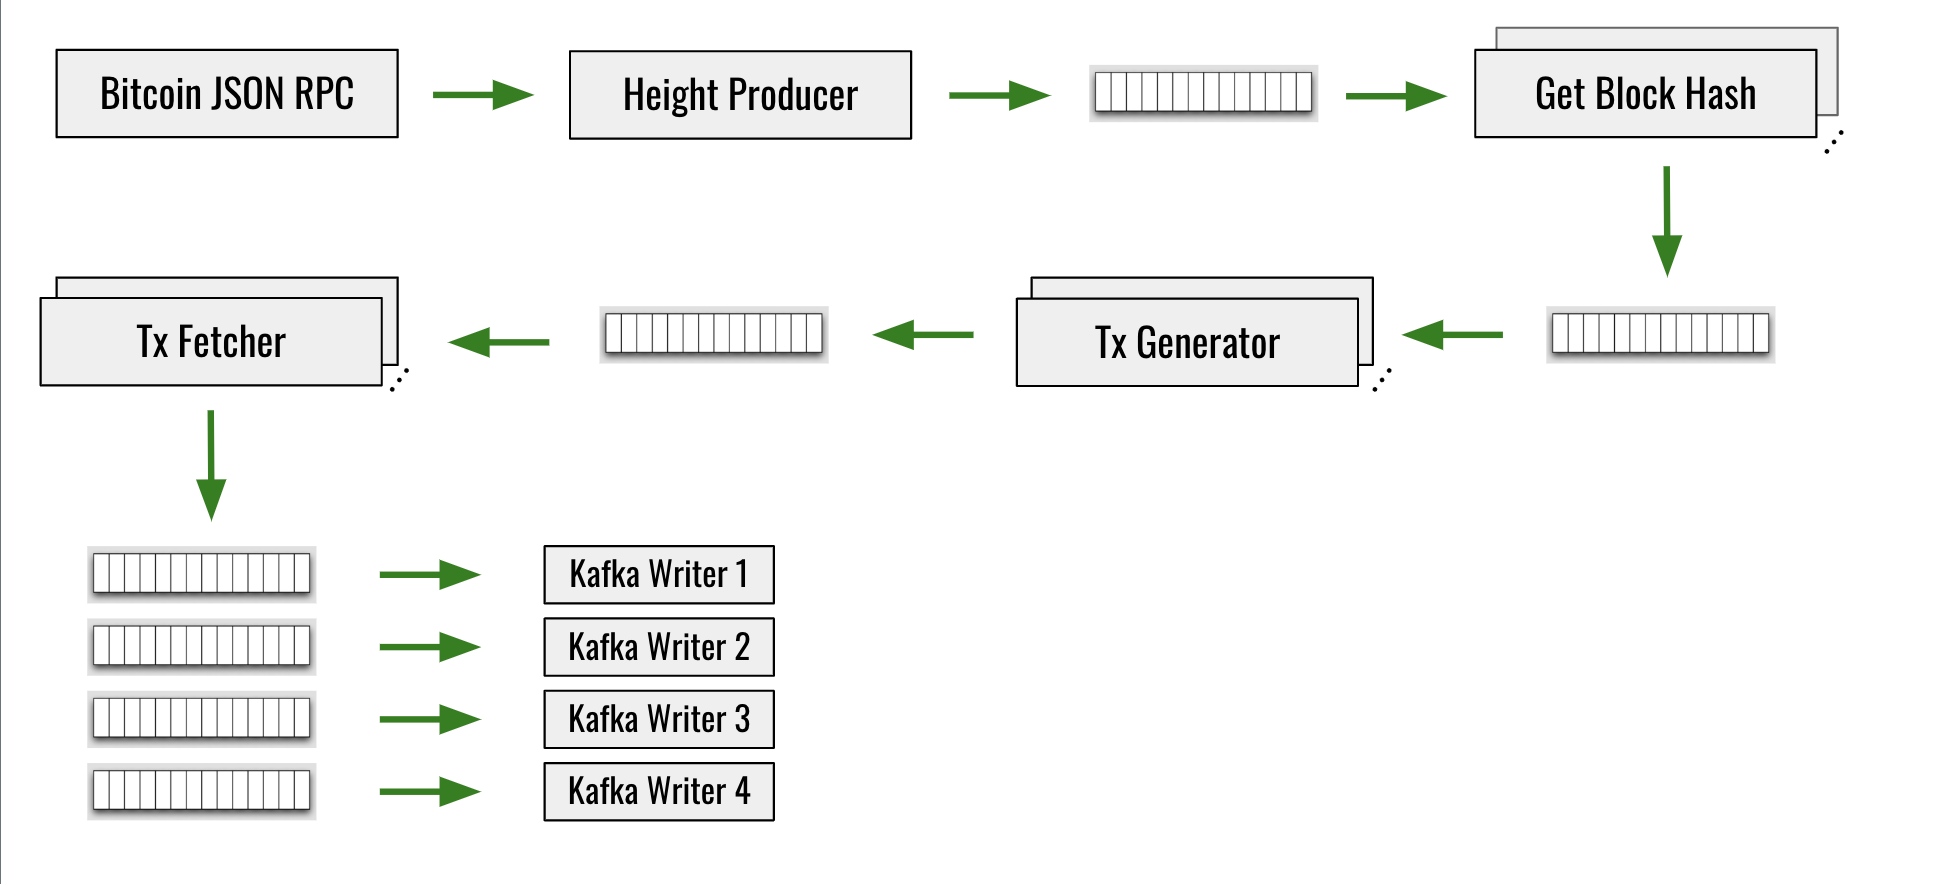 Bitcoin JSON RPC
Height Producer
Get Block Hash
Tx Fetcher
Tx Generator
Kafka Writer 1
Kafka Writer 2
Kafka Writer 3
Kafka Writer 4